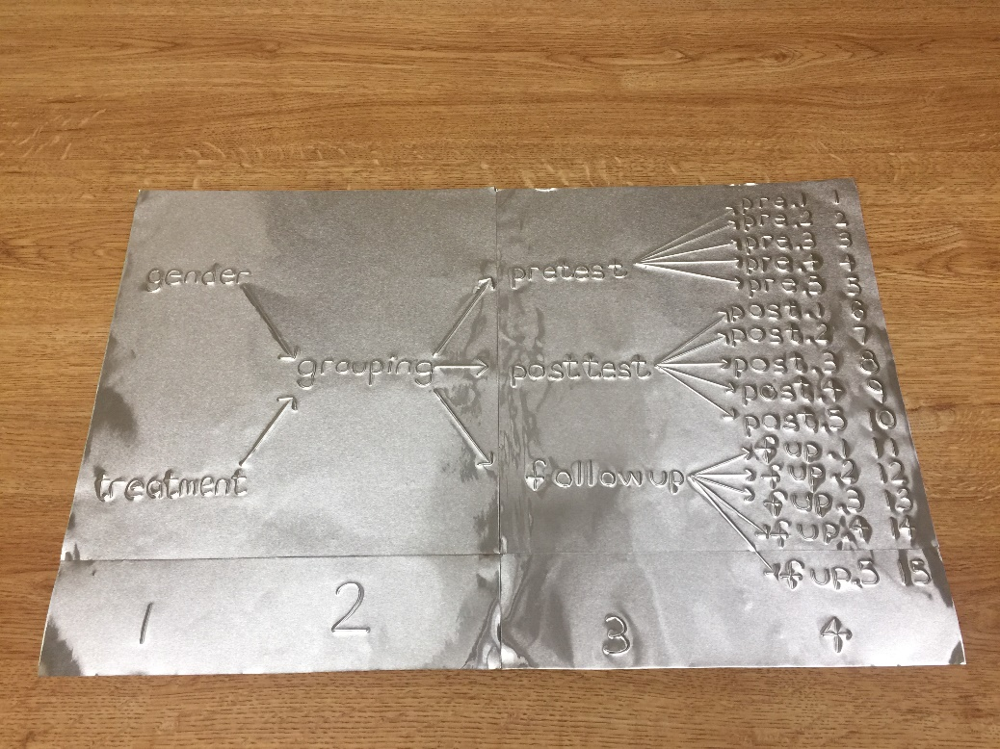 pre.1 1
pre.2 2
gender pretest pre.3 3
pre.4 4
pre.5 5
post.1 6
post.2 7
grouping posttest post.3 8
post.4 9
post.5 10
f up.1 11
treatment followup f up.2 12
f up.3 13
f up.4 14
f up.5 15
1 2 3 4